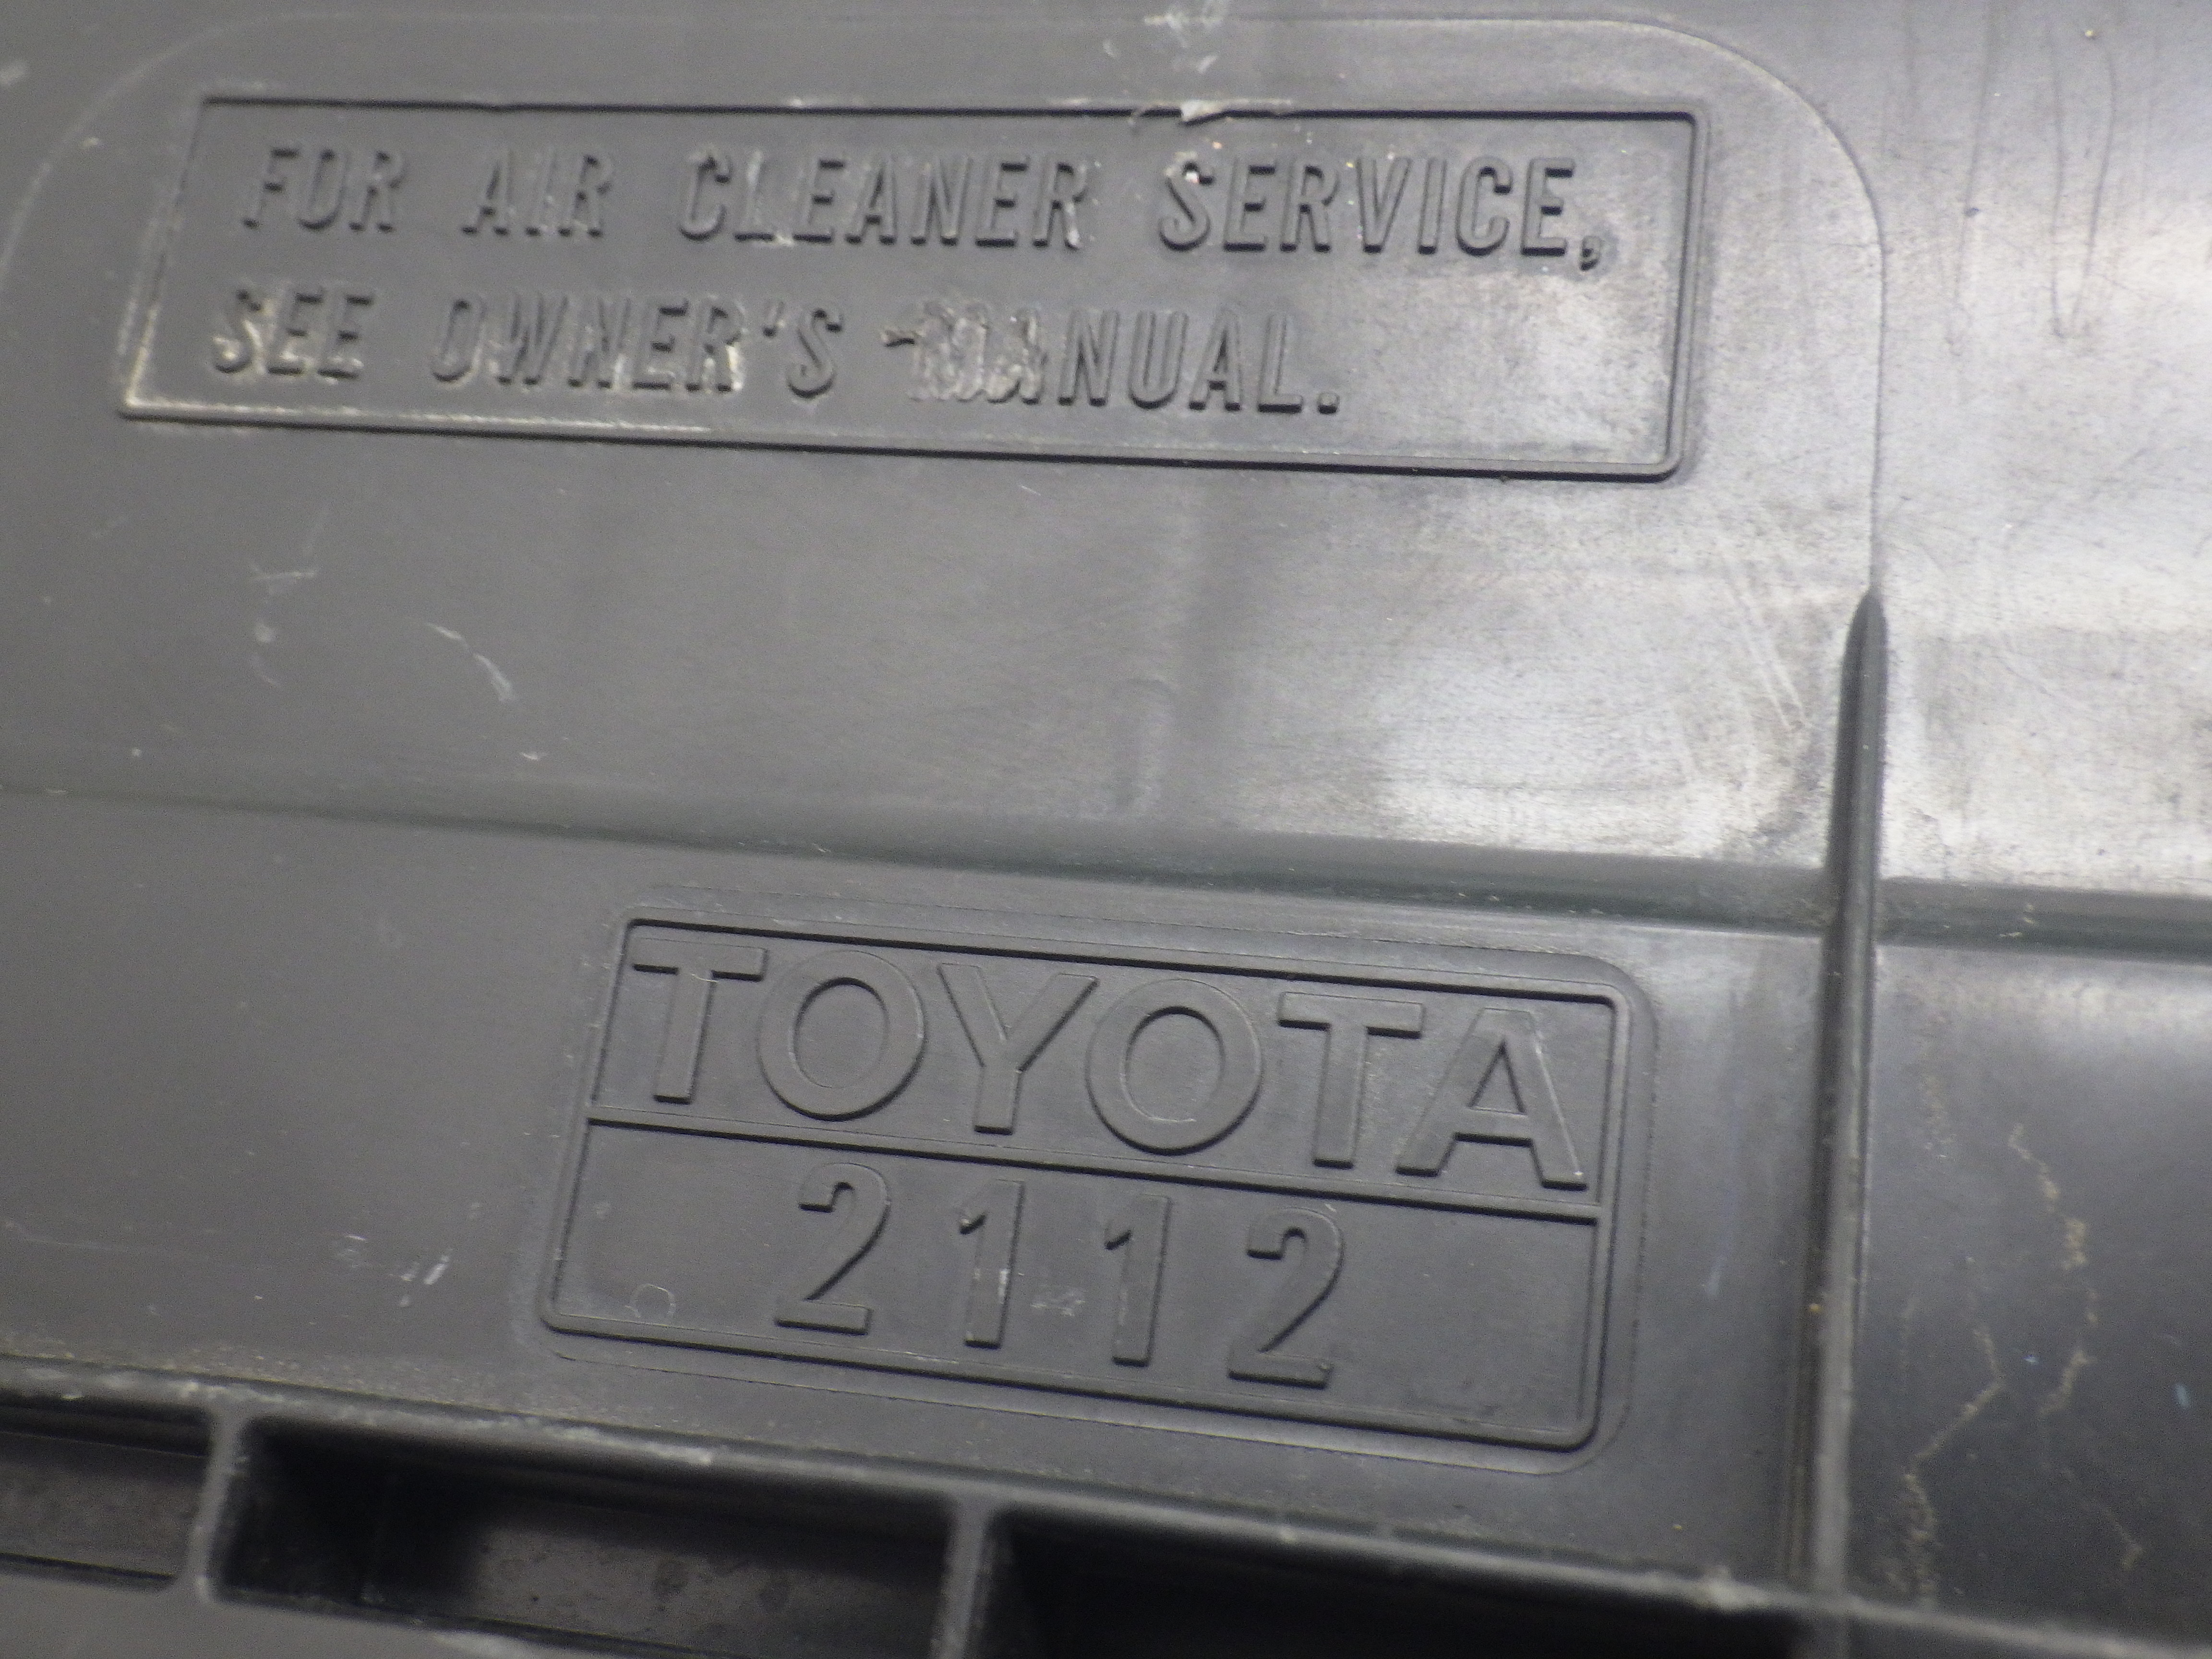 FOR AIR CLEANER SERVICE,
SEE OWNER'S MANUAL.
TOYOTA
2112